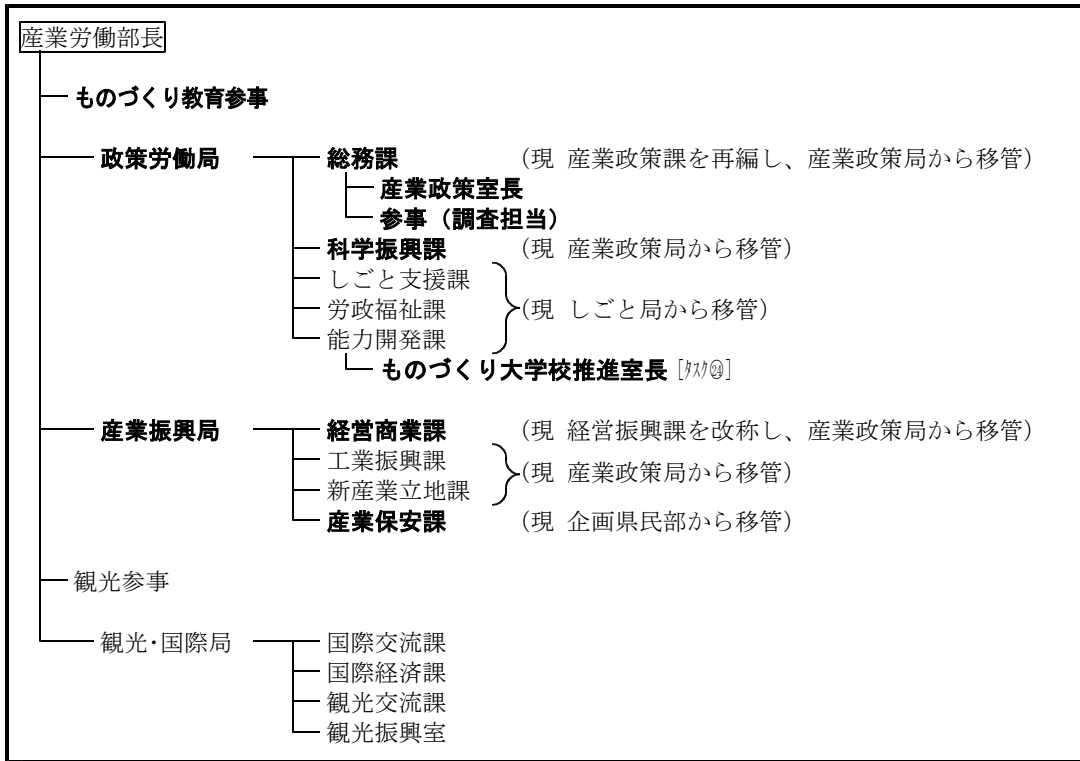 産業労働部長
ものづくり教育参事
政策労働局 総務課 (現 産業政策課を再編し、産業政策局から移管)
産業政策室長
参事（調査担当）
科学振興課 (現 産業政策局から移管)
しごと支援課
労政福祉課 (現 しごと局から移管)
能力開発課
ものづくり大学校推進室長 [ﾀｽｸ㉔]
産業振興局 経営商業課 (現 経営振興課を改称し、産業政策局から移管)
工業振興課
(現 産業政策局から移管)
新産業立地課
産業保安課 (現 企画県民部から移管)
観光参事
観光･国際局 国際交流課
国際経済課
観光交流課
観光振興室